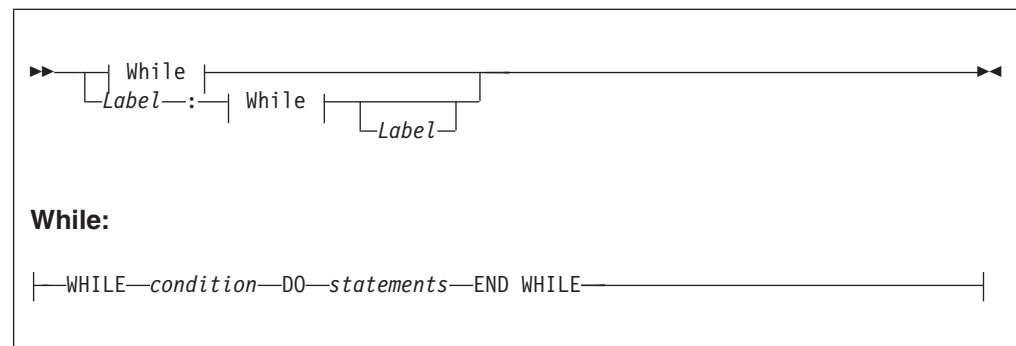 While
Label : While
Label
While:
WHILE condition DO statements END WHILE